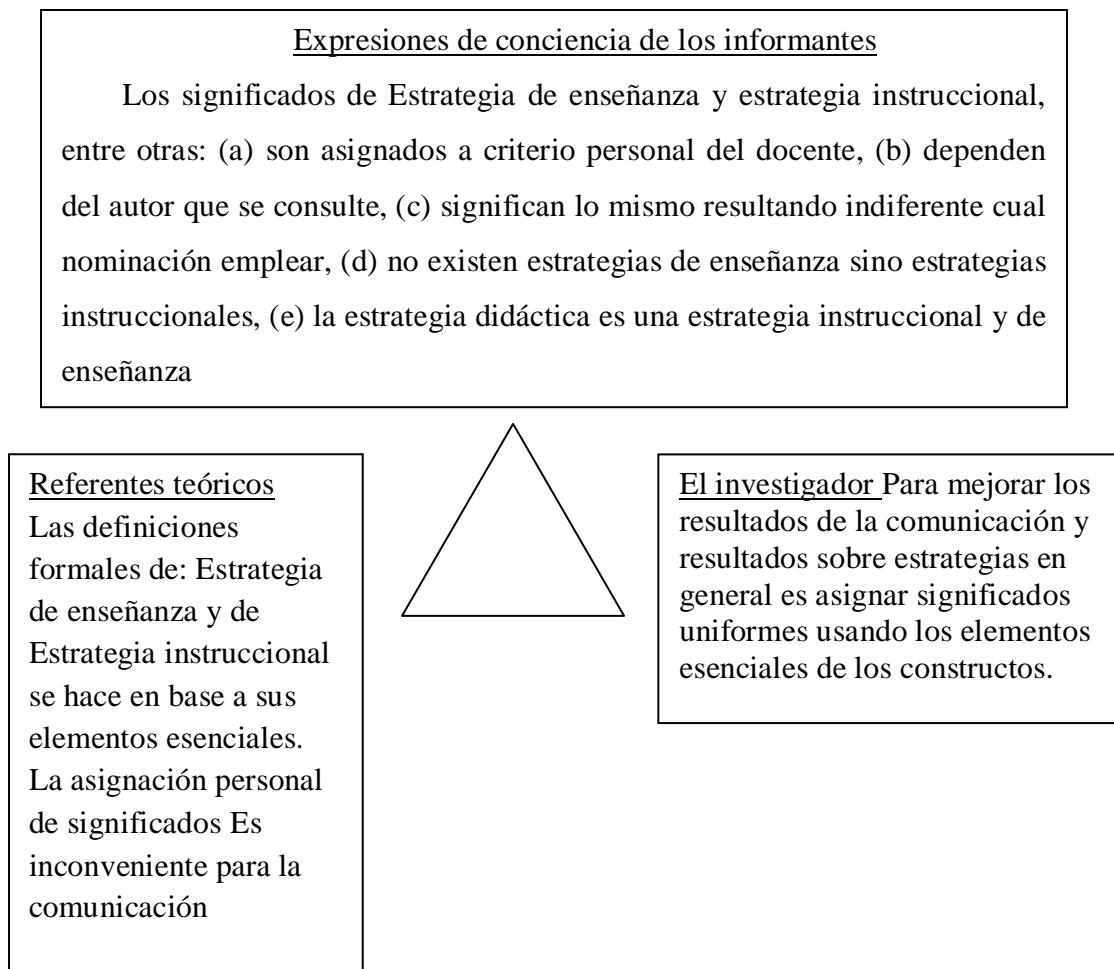 Expresiones de conciencia de los informantes
Los significados de Estrategia de enseñanza y estrategia instruccional,
entre otras: (a) son asignados a criterio personal del docente, (b) dependen
del autor que se consulte, (c) significan lo mismo resultando indiferente cual
nominación emplear, (d) no existen estrategias de enseñanza sino estrategias
instruccionales, (e) la estrategia didáctica es una estrategia instruccional y de
enseñanza
Referentes teóricos
Las definiciones
formales de: Estrategia
de enseñanza y de
Estrategia instruccional
se hace en base a sus
elementos esenciales.
La asignación personal
de significados Es
inconveniente para la
comunicación
El investigador Para mejorar los
resultados de la comunicación y
resultados sobre estrategias en
general es asignar significados
uniformes usando los elementos
esenciales de los constructos.